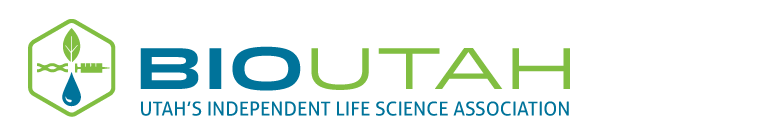 BIOUTAH
UTAH'S INDEPENDENT LIFE SCIENCE ASSOCIATION